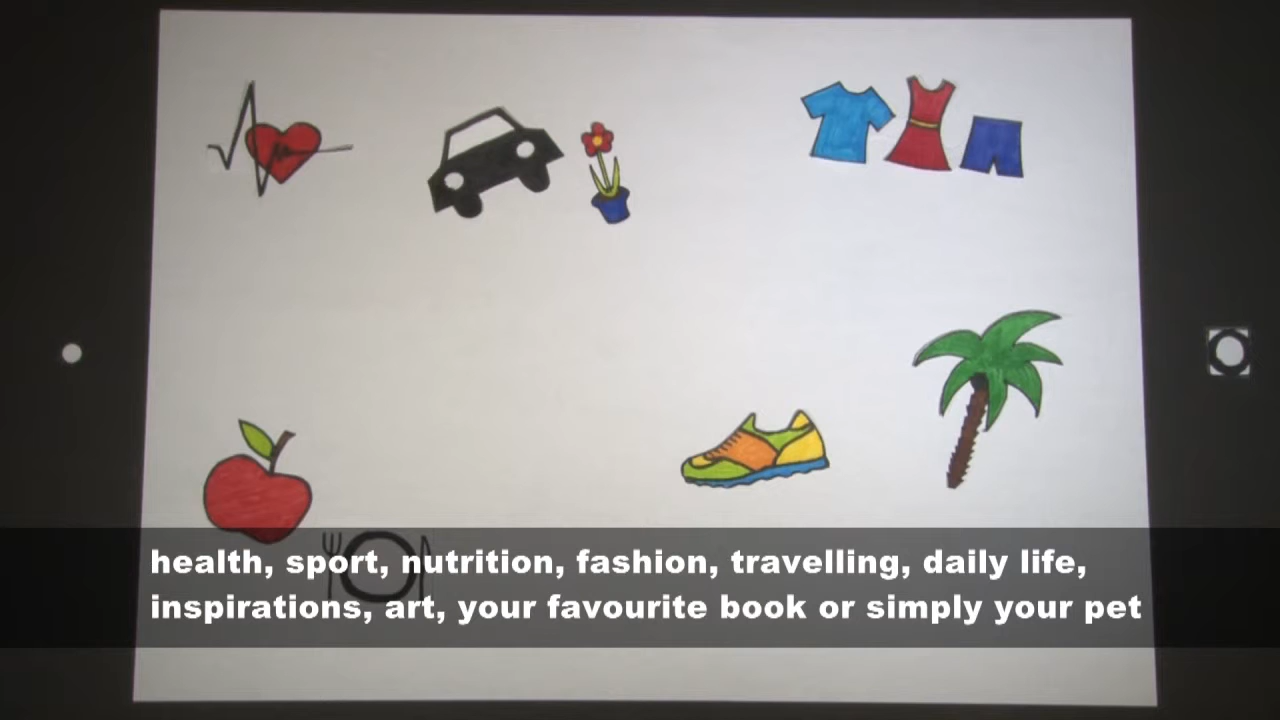 health, sport, nutrition, fashion, travelling, daily life,
inspirations, art, your favourite book or simply your pet